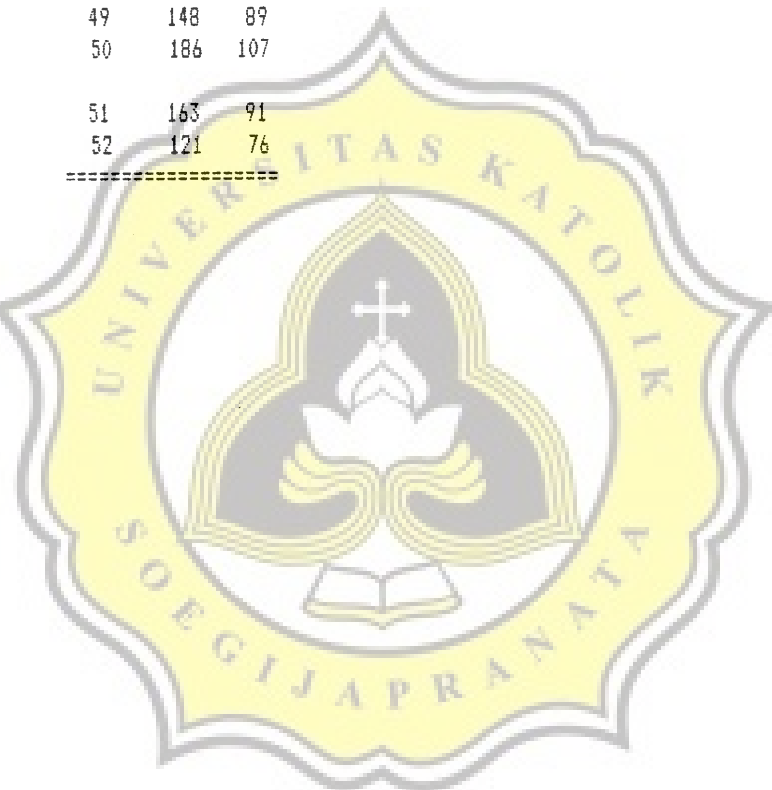 49 148 89
50 186 107
51 163 91
52 121 76
===================
UNIVERSITAS KATOLIK
SOEGIJAPRANATA